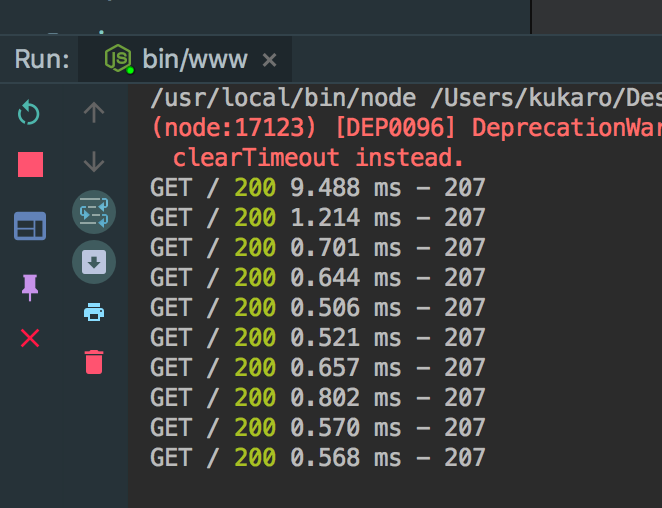 Run: bin/www
/usr/local/bin/node /Users/kukaro/
(node:17123) [DEP0096]
clearTimeout instead.
GET / 200 9.488 ms - 207
GET / 200 1.214 ms - 207
GET / 200 0.701 ms - 207
GET / 200 0.644 ms - 207
GET / 200 0.506 ms - 207
GET / 200 0.521 ms - 207
GET / 200 0.657 ms - 207
GET / 200 0.802 ms - 207
GET / 200 0.570 ms - 207
GET / 200 0.568 ms - 207